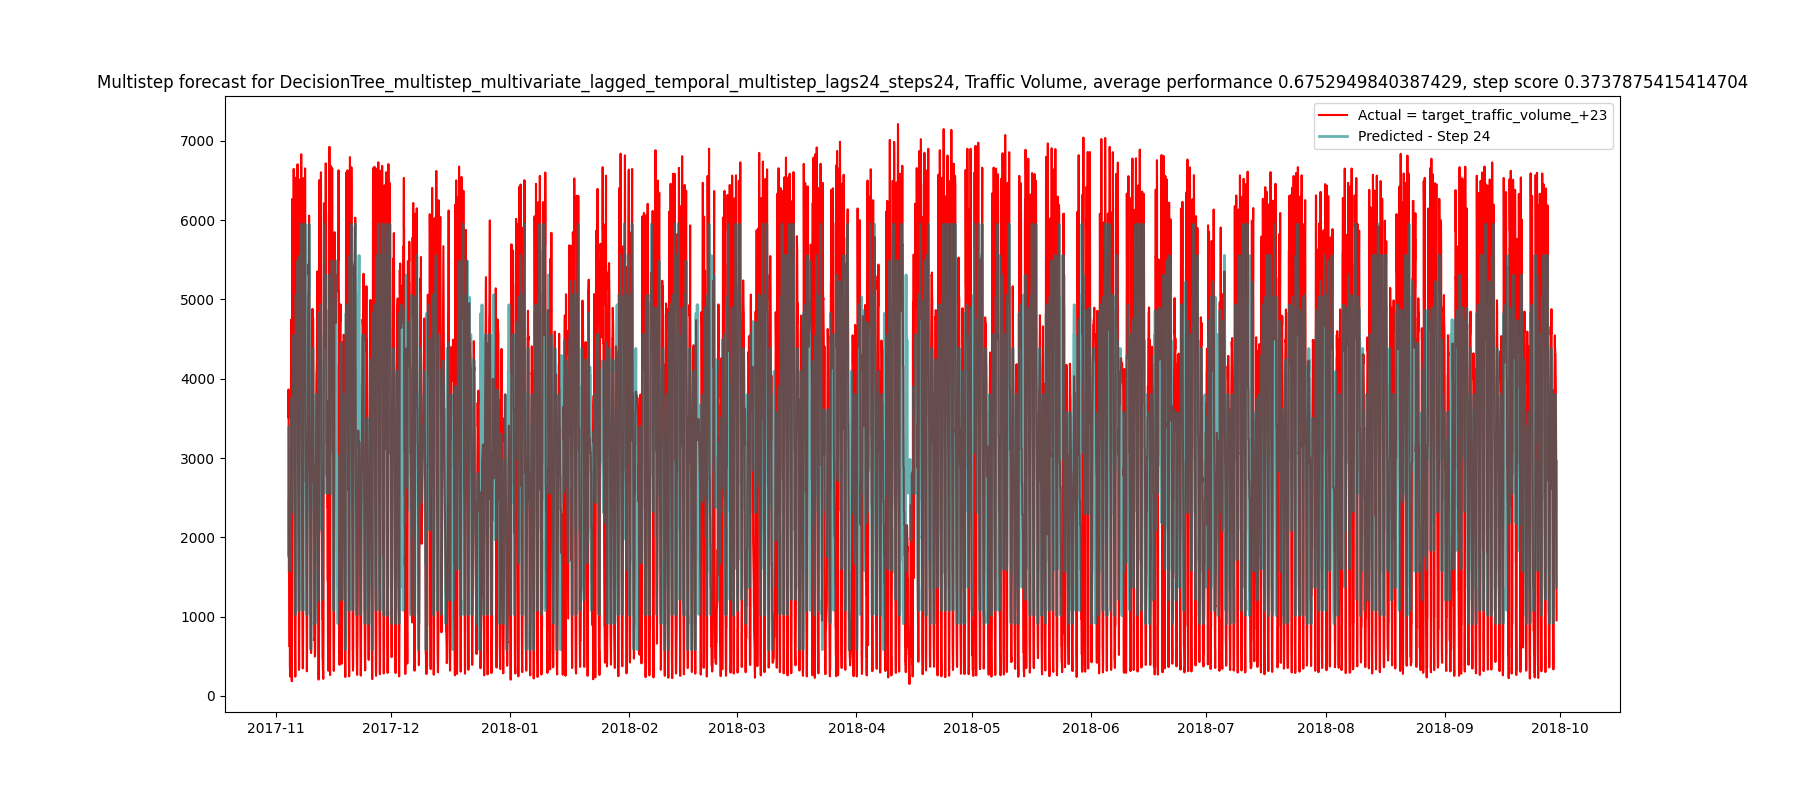 Multistep forecast for DecisionTree_multistep_multivariate_lagged_temporal_multistep_lags24_steps24, Traffic Volume, average performance 0.6752949840387429, step score 0.3737875415414704
Actual = target_traffic_volume_+23
Predicted - Step 24
7000
6000
5000
4000
3000
2000
1000
0
2017-11 2017-12 2018-01 2018-02 2018-03 2018-04 2018-05 2018-06 2018-07 2018-08 2018-09 2018-10